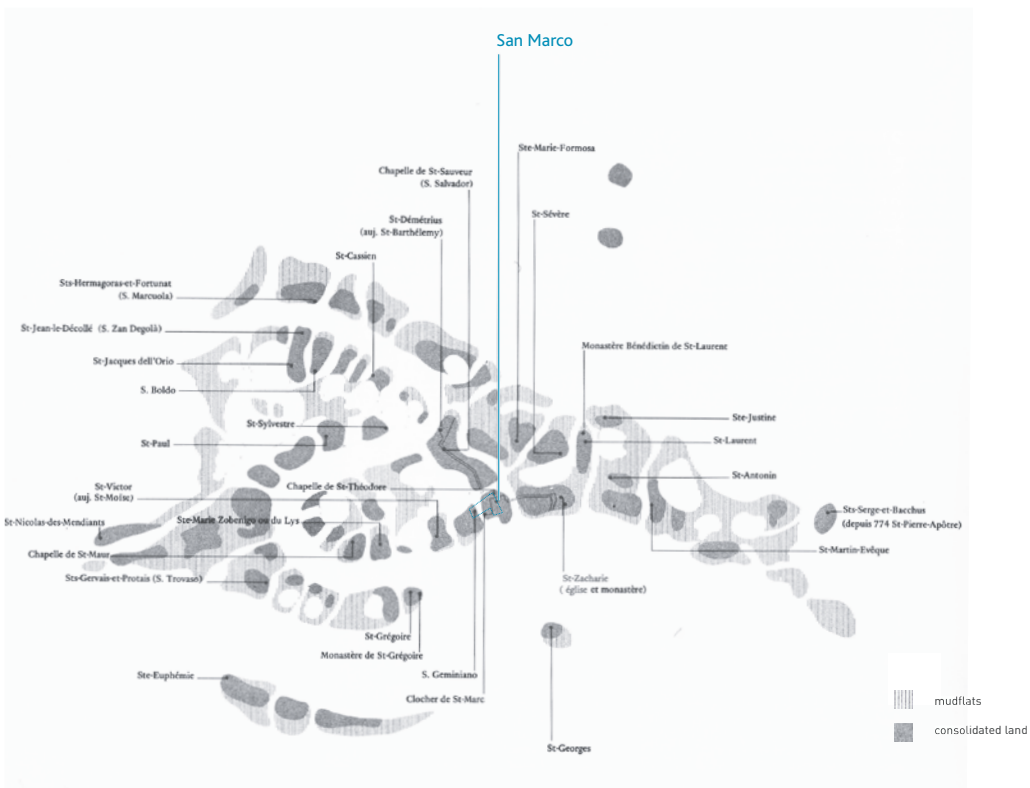 San Marco
Ste-Marie-Formosa
Chapelle de St-Sauveur
(S. Salvador)
St-Sévère
St-Démétrius
(auj. St-Barthélemy)
St-Cassien
Sts-Hermagoras-et-Fortunat
(S. Marcuola)
St-Jean-le-Décollé (S. Zan Degolà)
Monastère Bénédictin de St-Laurent
St-Jacques dell'Orio
S. Boldo
Ste-Justine
St-Sylvestre
St-Paul
St-Laurent
St-Antonin
St-Victor
(auj. St-Moïse)
Chapelle de St-Théodore
Sts-Serge-et-Bacchus
(depuis 774 St-Pierre-Apôtre)
St-Nicolas-des-Mendiants
Ste-Marie Zobenigo ou du Lys
Chapelle de St-Maur
St-Martin-Evêque
Sts-Gervais-et-Protais (S. Trovaso)
St-Zacharie
( église et monastère)
St-Grégoire
Monastère de St-Grégoire
Ste-Euphémie
S. Geminiano
Clocher de St-Marc
mudflats
consolidated land
St-Georges